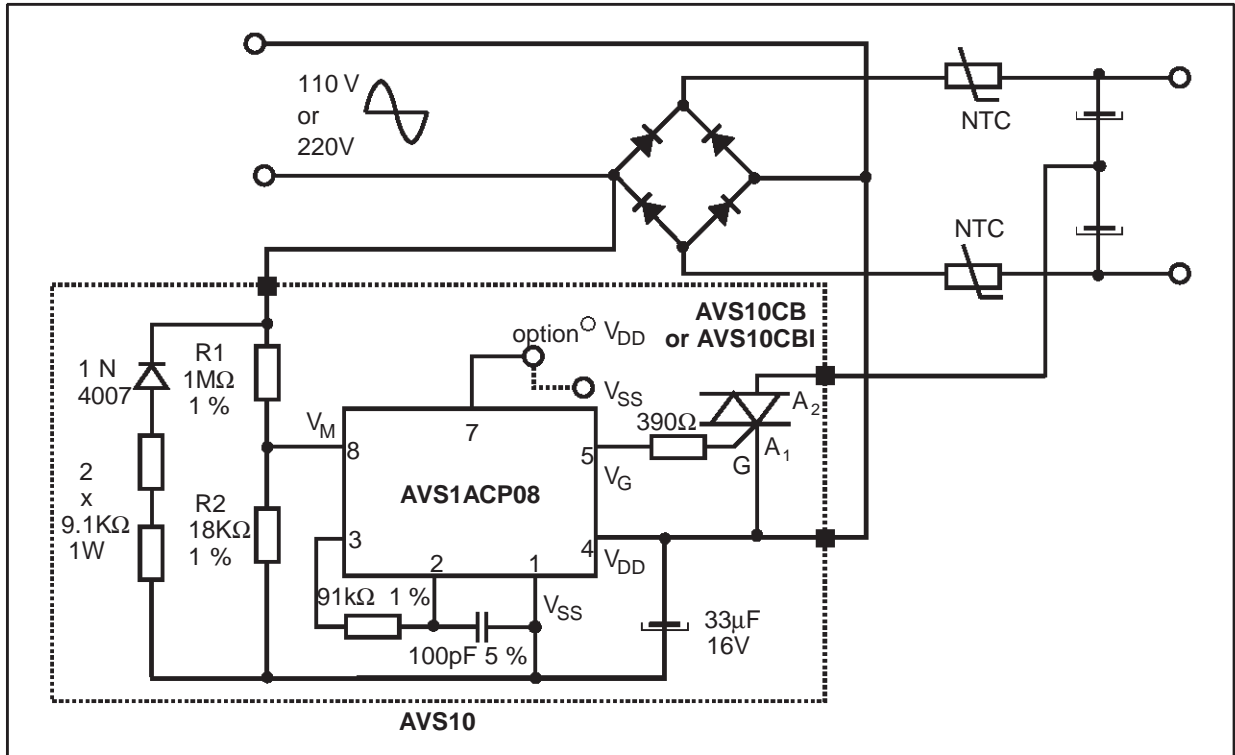 110 V
or
220V
NTC
NTC
AVS10CB
or AVS10CBI
option V_DD
V_SS
1 N
4007
R1
1MΩ
1 %
V_M
8
7
5
390Ω
A_2
A_1
G
V_G
AVS1ACP08
2
x
9.1KΩ
1W
R2
18KΩ
1 %
3
2
1
4
V_DD
91kΩ 1 %
V_SS
100pF 5 %
33μF
16V
AVS10